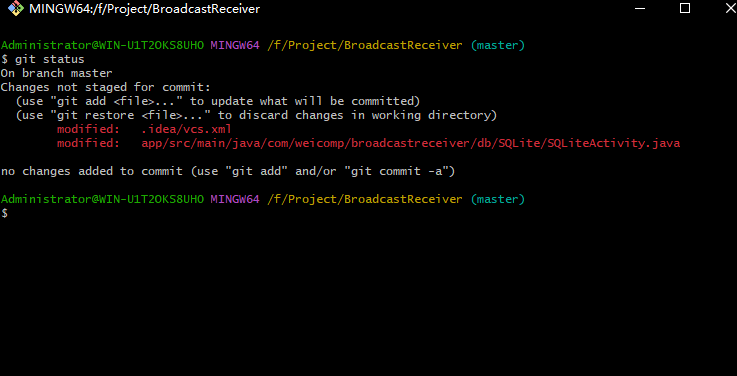 MINGW64:/f/Project/BroadcastReceiver
Administrator@WIN-U1T2OKS8UHO MINGW64 /f/Project/BroadcastReceiver (master)
$ git status
On branch master
Changes not staged for commit:
  (use "git add <file>..." to update what will be committed)
  (use "git restore <file>..." to discard changes in working directory)
        modified:   .idea/vcs.xml
        modified:   app/src/main/java/com/weicomp/broadcastreceiver/db/SQLite/SQLiteActivity.java
no changes added to commit (use "git add" and/or "git commit -a")
Administrator@WIN-U1T2OKS8UHO MINGW64 /f/Project/BroadcastReceiver (master)
$